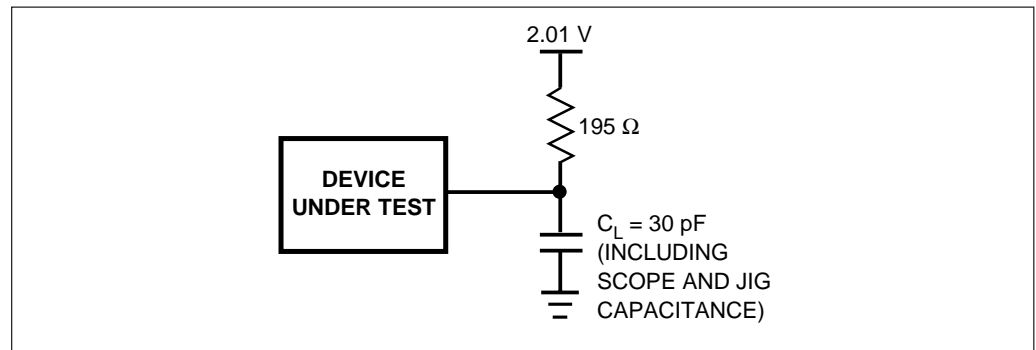 2.01 V
195 Ω
DEVICE
UNDER TEST
C_L = 30 pF
(INCLUDING
SCOPE AND JIG
CAPACITANCE)